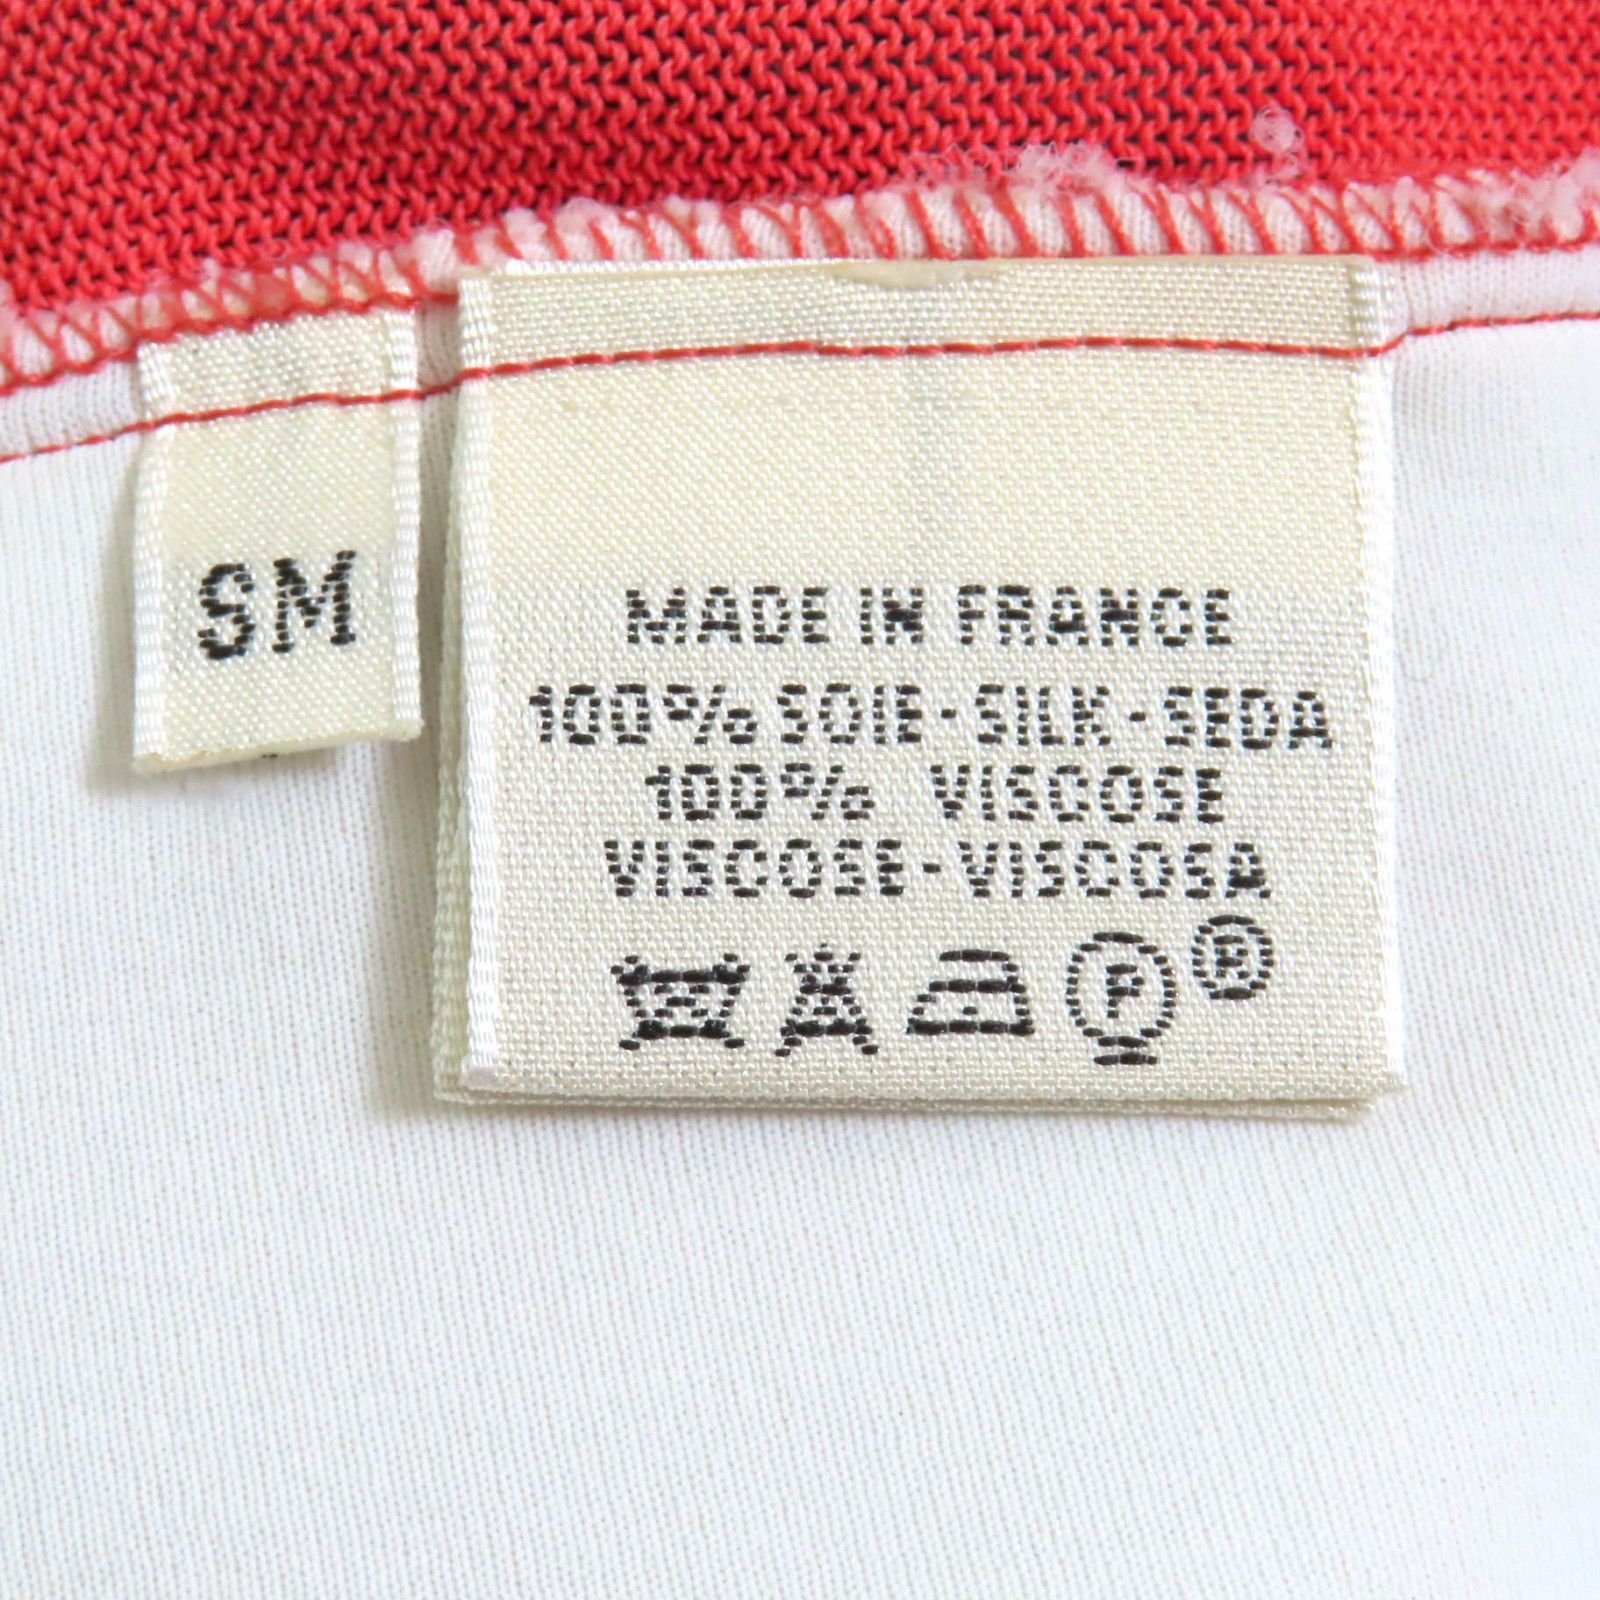 SM
MADE IN FRANCE
100% SOIE-SILK-SEDA
100% VISCOSE
VISCOSE-VISCOSA
P ®